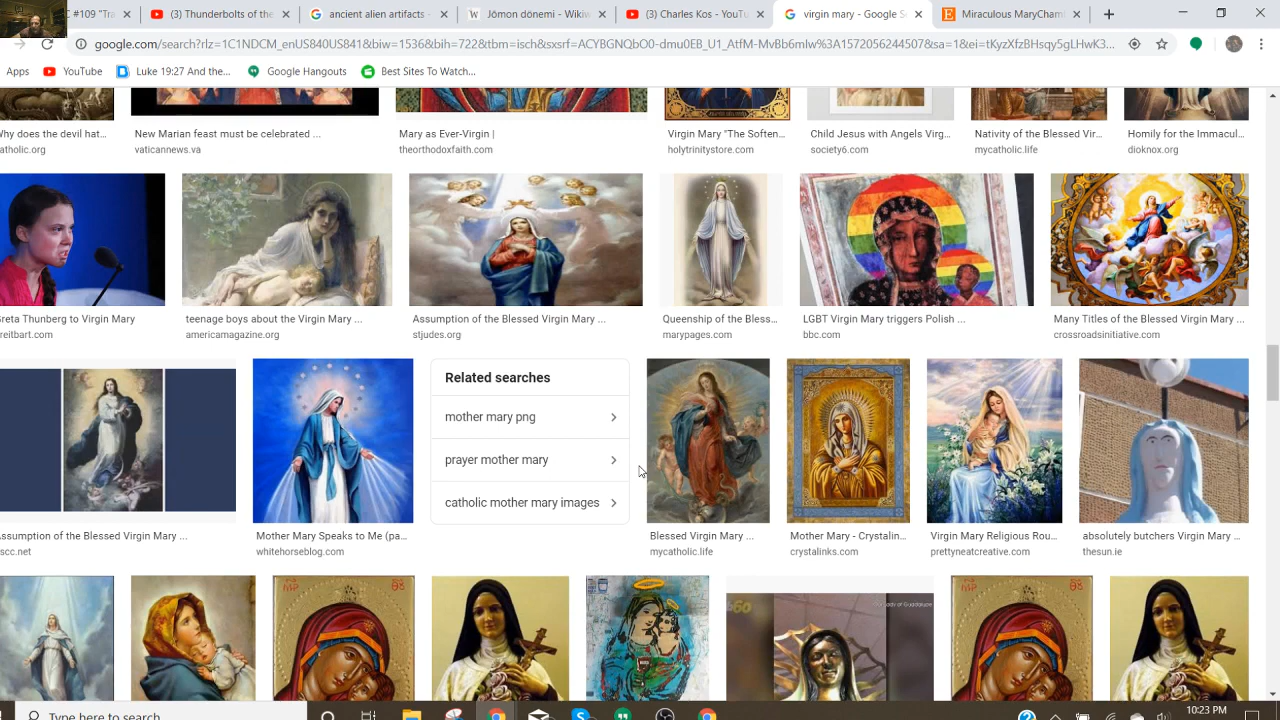 C #109 "Tra
(3) Thunderbolts of the
ancient alien artifacts -
Jōmon dönemi - Wikiw
(3) Charles Kos - YouTu
virgin mary - Google S
Miraculous MaryCham
google.com/search?rlz=1C1NDCM_enUS840US841&biw=1536&bih=722&tbm=isch&sxsrf=ACYBGNQbO0-dmu0EB_U1_AtfM-MvBb6mIw%3A1572056244507&sa=1&ei=tKyzXfzBHsqy5gLHwK3...
Apps
YouTube
Luke 19:27 And the...
Google Hangouts
Best Sites To Watch...
Why does the devil hat...
New Marian feast must be celebrated ...
Mary as Ever-Virgin |
Virgin Mary "The Soften...
Child Jesus with Angels Virg...
Nativity of the Blessed Vir...
Homily for the Immacul...
atholic.org
vaticannews.va
theorthodoxfaith.com
holytrinitystore.com
society6.com
mycatholic.life
dioknox.org
Greta Thunberg to Virgin Mary
teenage boys about the Virgin Mary ...
Assumption of the Blessed Virgin Mary ...
Queenship of the Bless...
LGBT Virgin Mary triggers Polish ...
Many Titles of the Blessed Virgin Mary ...
reitbart.com
americamagazine.org
stjudes.org
marypages.com
bbc.com
crossroadsinitiative.com
Related searches
mother mary png
prayer mother mary
catholic mother mary images
Assumption of the Blessed Virgin Mary ...
Mother Mary Speaks to Me (pa...
Blessed Virgin Mary ...
Mother Mary - Crystalin...
Virgin Mary Religious Rou...
absolutely butchers Virgin Mary ...
scc.net
whitehorseblog.com
mycatholic.life
crystalinks.com
prettyneatcreative.com
thesun.ie
60
Type here to search
10:23 PM